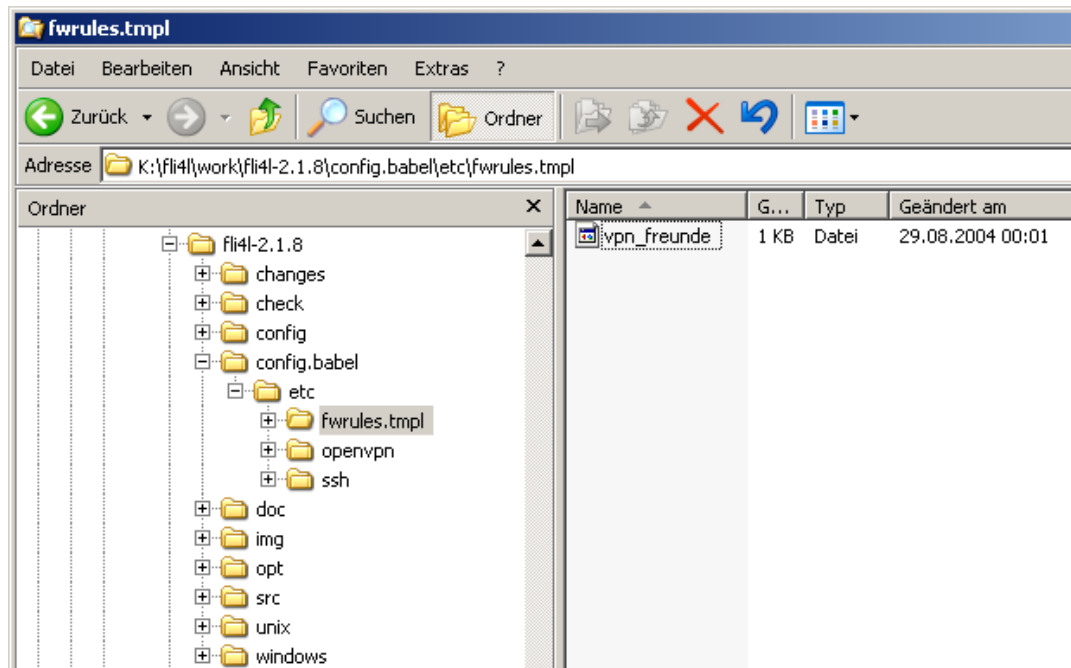 fwrules.tmpl
Datei Bearbeiten Ansicht Favoriten Extras ?
Zurück Suchen Ordner
Adresse K:\fli4l\work\fli4l-2.1.8\config.babel\etc\fwrules.tmpl
Ordner
fli4l-2.1.8
changes
check
config
config.babel
etc
fwrules.tmpl
openvpn
ssh
doc
img
opt
src
unix
windows
Name G... Typ Geändert am
vpn_freunde 1 KB Datei 29.08.2004 00:01